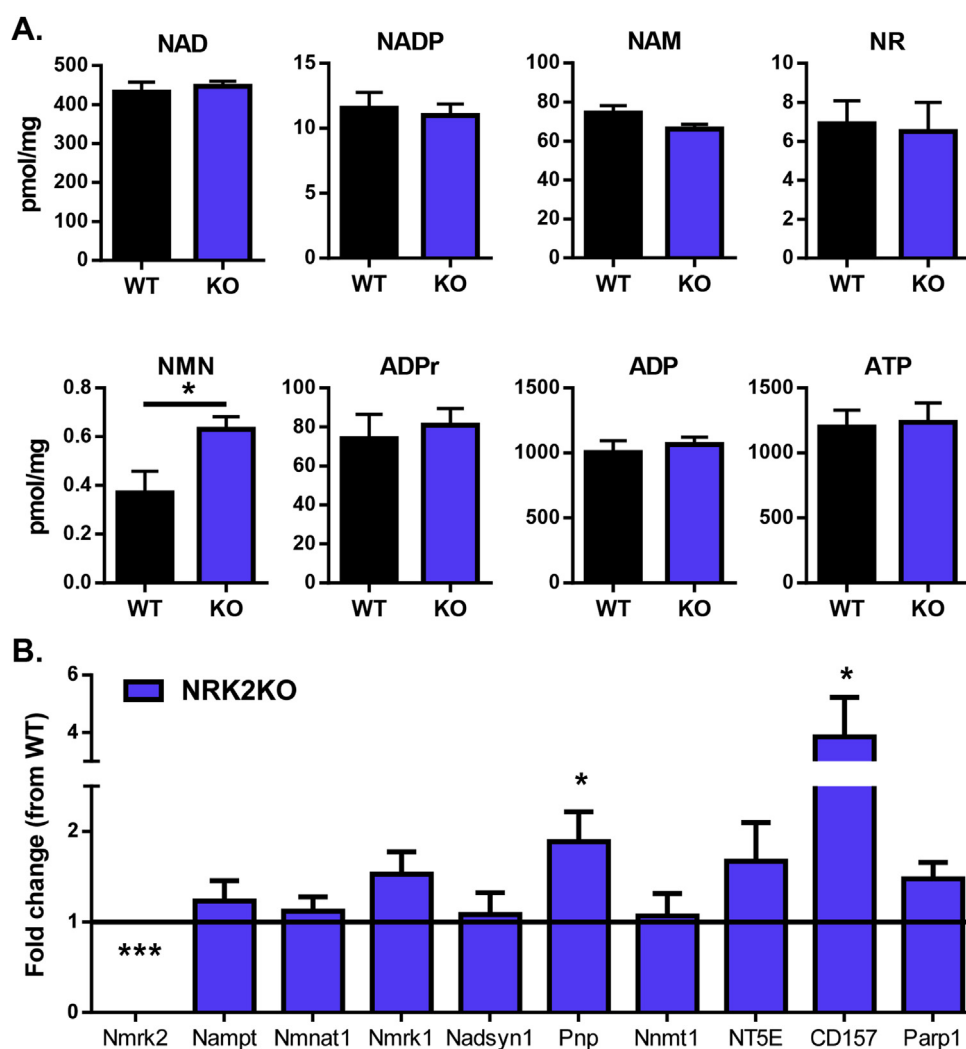 A.
NAD
NADP
NAM
NR
pmol/mg
500
400
300
200
100
0
WT
KO
15
10
5
0
WT
KO
100
80
60
40
20
0
WT
KO
10
8
6
4
2
0
WT
KO
NMN
ADPr
ADP
ATP
pmol/mg
0.8
0.6
0.4
0.2
0.0
*
WT
KO
100
80
60
40
20
0
WT
KO
1500
1000
500
0
WT
KO
1500
1000
500
0
WT
KO
B.
Fold change (from WT)
6
4
2
1
0
NRK2KO
***
*
*
Nmrk2 Nampt Nmnat1 Nmrk1 Nadsyn1 Pnp Nnmt1 NT5E CD157 Parp1